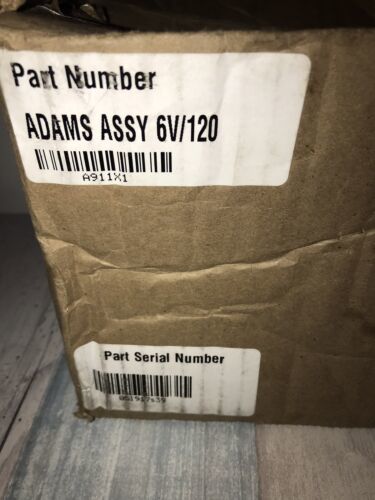 Part Number
ADAMS ASSY 6V/120
A911X1
Part Serial Number